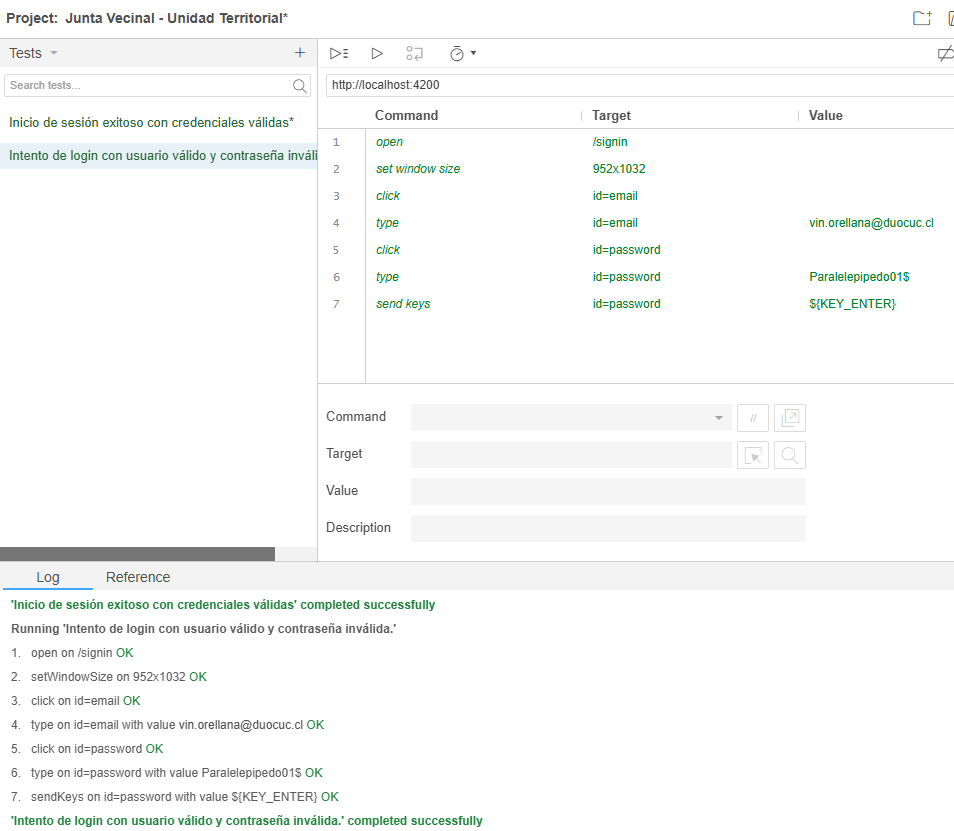 Project: Junta Vecinal - Unidad Territorial*
Tests
+
Search tests...
Inicio de sesión exitoso con credenciales válidas*
Intento de login con usuario válido y contraseña inváli
http://localhost:4200
Command Target Value
1 open /signin
2 set window size 952x1032
3 click id=email
4 type id=email vin.orellana@duocuc.cl
5 click id=password
6 type id=password Paralelepipedo01$
7 send keys id=password ${KEY_ENTER}
Command //
Target
Value
Description
Log Reference
'Inicio de sesión exitoso con credenciales válidas' completed successfully
Running 'Intento de login con usuario válido y contraseña inválida.'
1. open on /signin OK
2. setWindowSize on 952x1032 OK
3. click on id=email OK
4. type on id=email with value vin.orellana@duocuc.cl OK
5. click on id=password OK
6. type on id=password with value Paralelepipedo01$ OK
7. sendKeys on id=password with value ${KEY_ENTER} OK
'Intento de login con usuario válido y contraseña inválida.' completed successfully